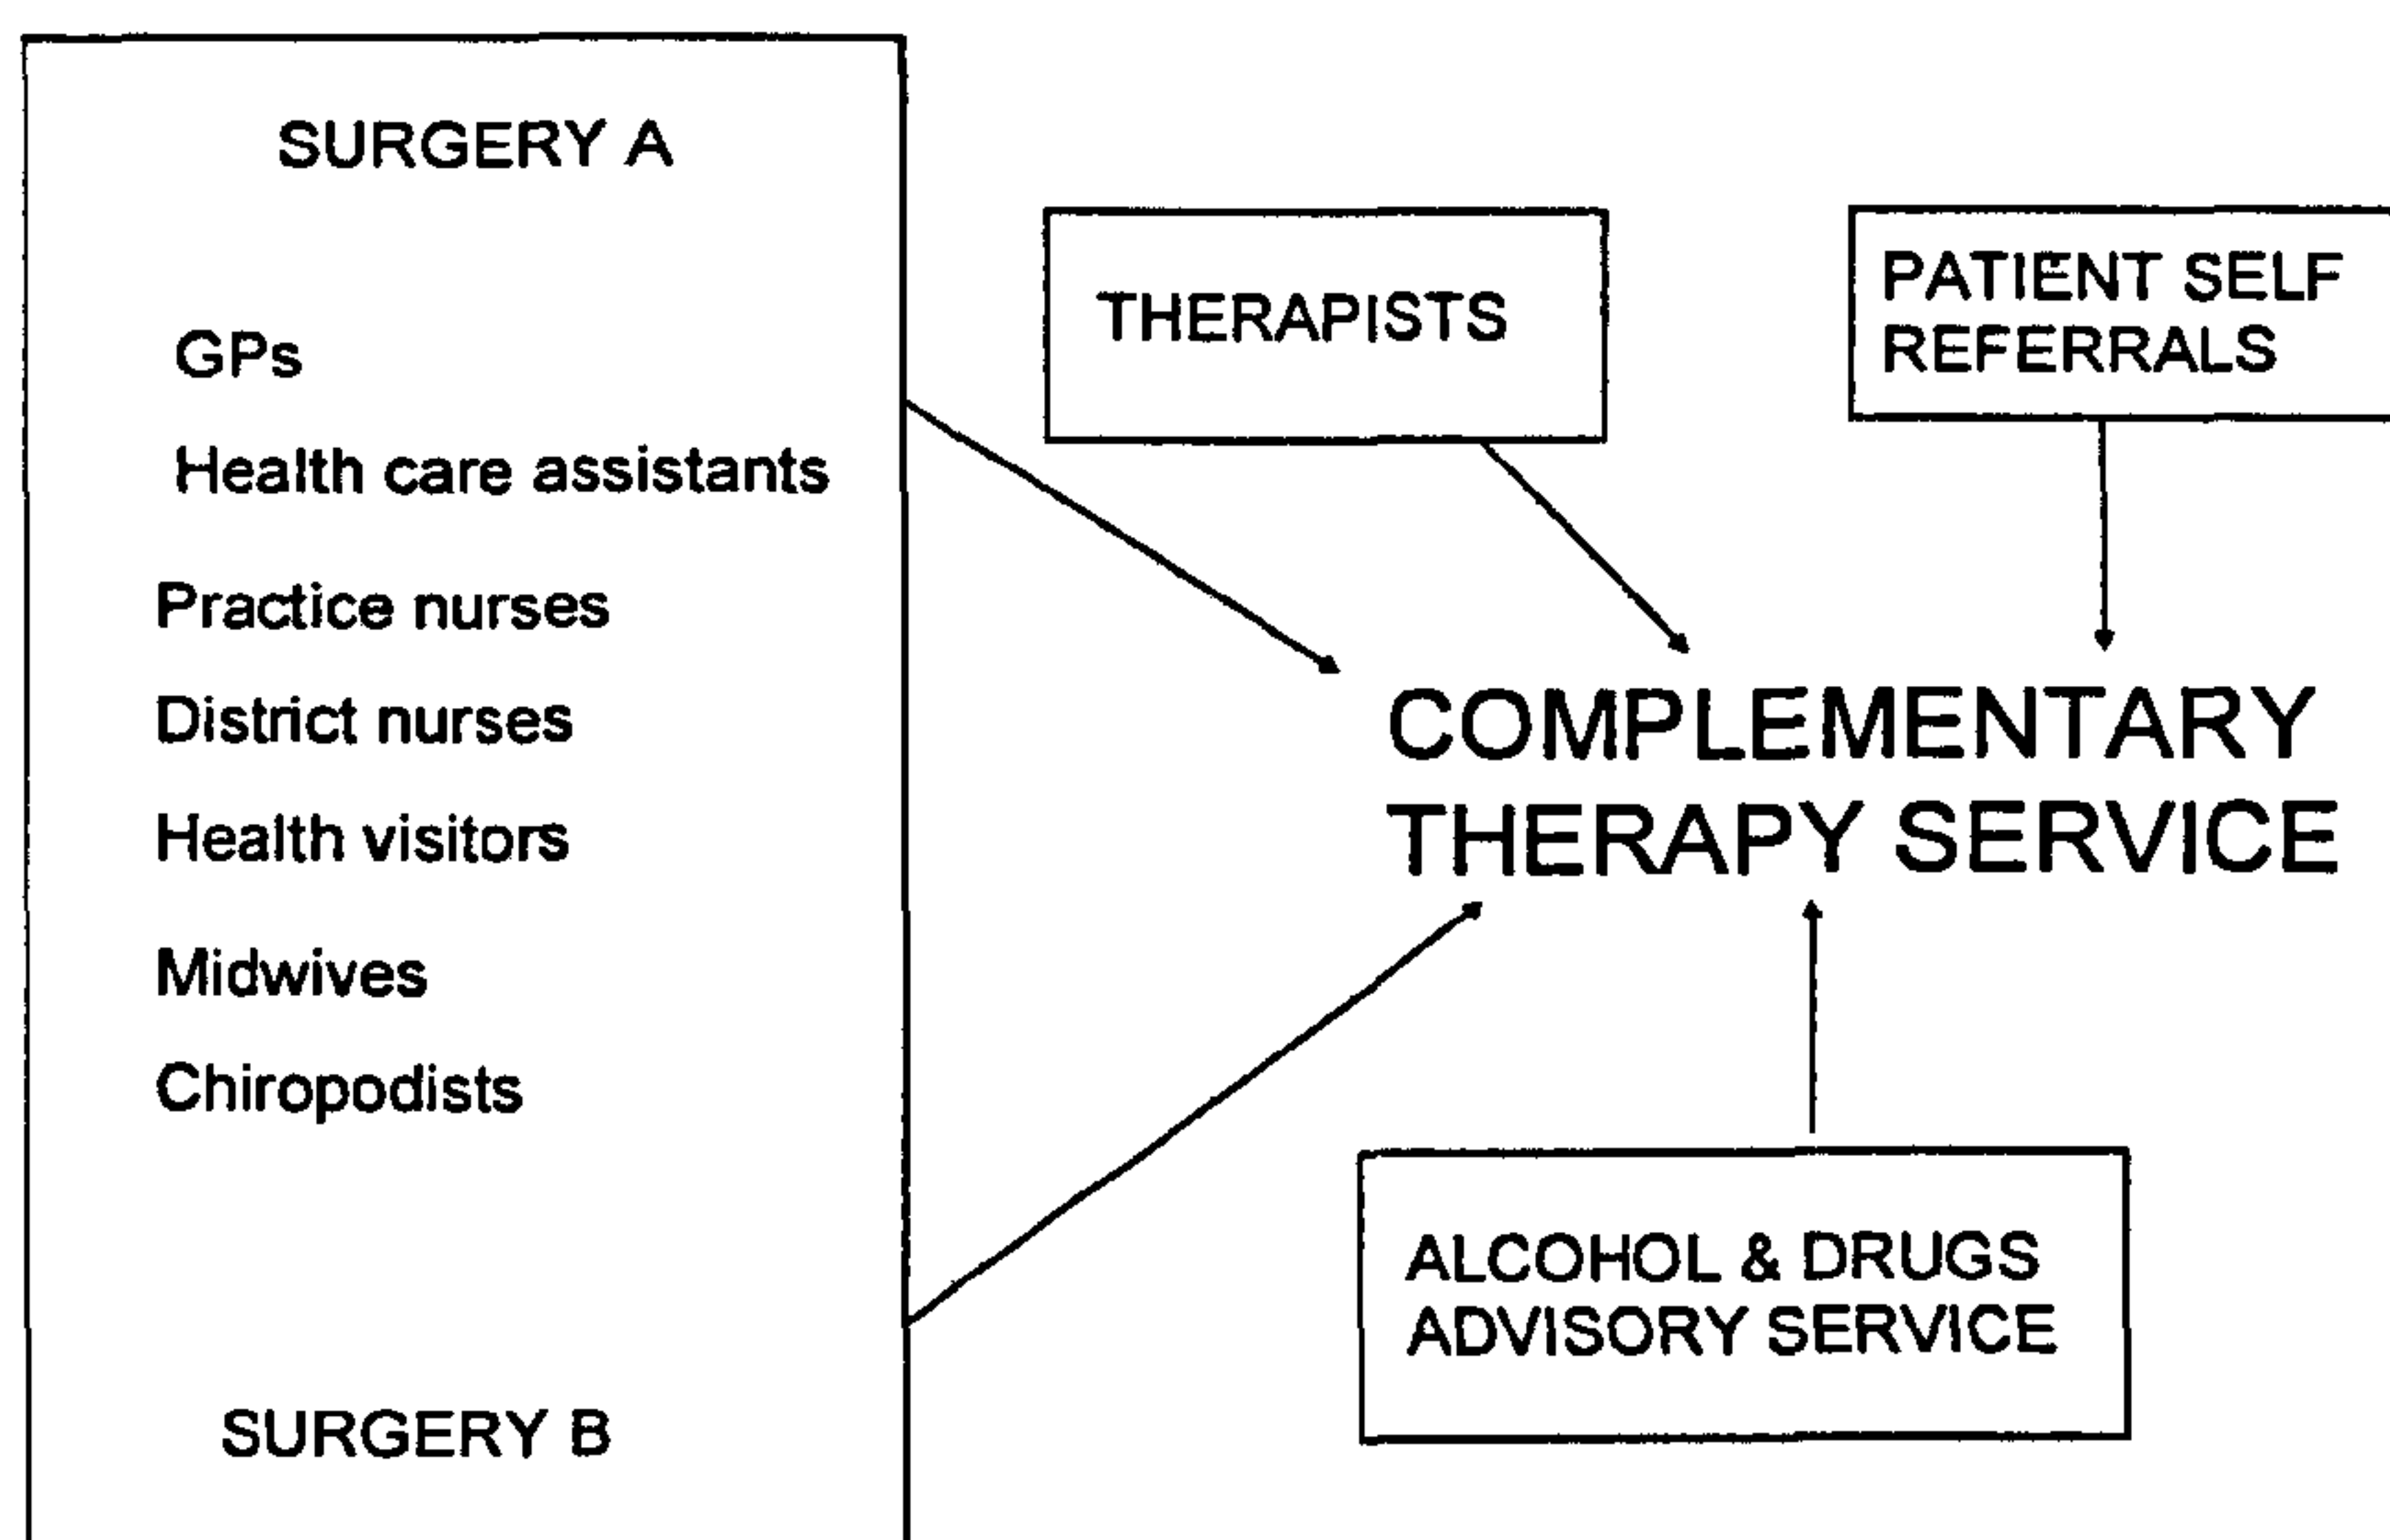 SURGERY A
GPs
Health care assistants
Practice nurses
District nurses
Health visitors
Midwives
Chiropodists
SURGERY B
THERAPISTS
PATIENT SELF
REFERRALS
COMPLEMENTARY
THERAPY SERVICE
ALCOHOL & DRUGS
ADVISORY SERVICE